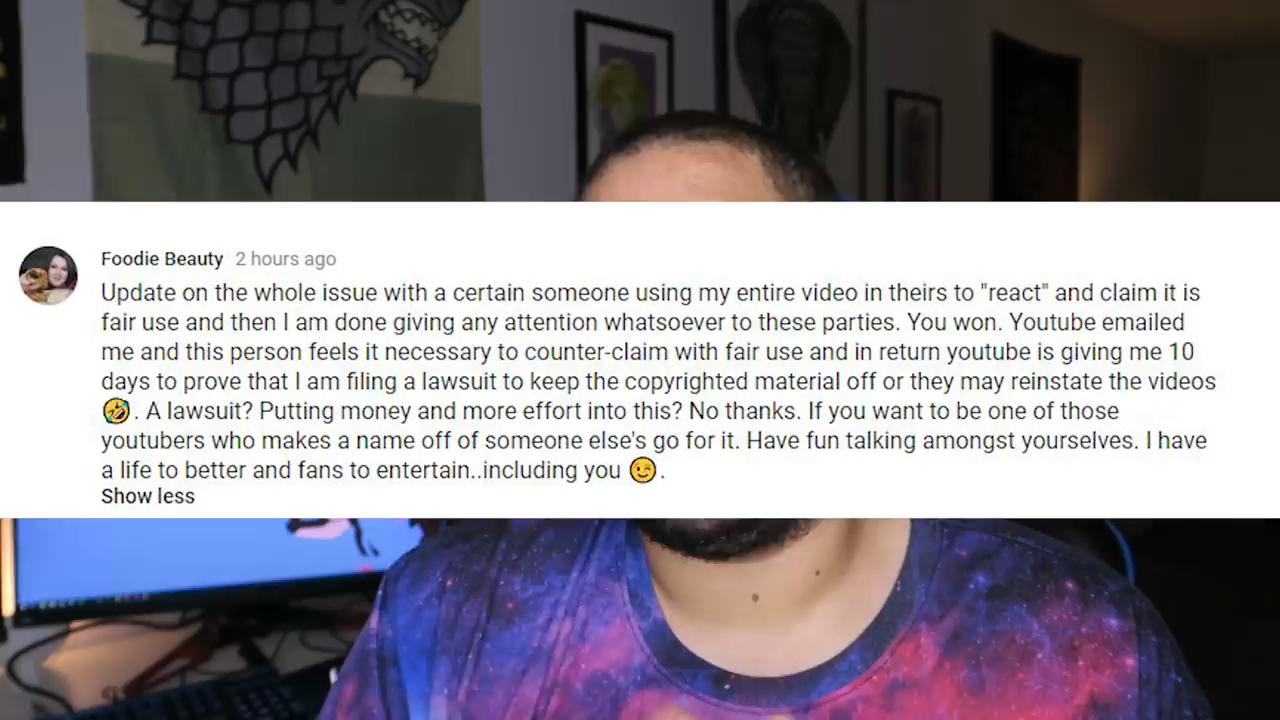 Foodie Beauty 2 hours ago
Update on the whole issue with a certain someone using my entire video in theirs to "react" and claim it is
fair use and then I am done giving any attention whatsoever to these parties. You won. Youtube emailed
me and this person feels it necessary to counter-claim with fair use and in return youtube is giving me 10
days to prove that I am filing a lawsuit to keep the copyrighted material off or they may reinstate the videos
🤣. A lawsuit? Putting money and more effort into this? No thanks. If you want to be one of those
youtubers who makes a name off of someone else's go for it. Have fun talking amongst yourselves. I have
a life to better and fans to entertain..including you 😉.
Show less